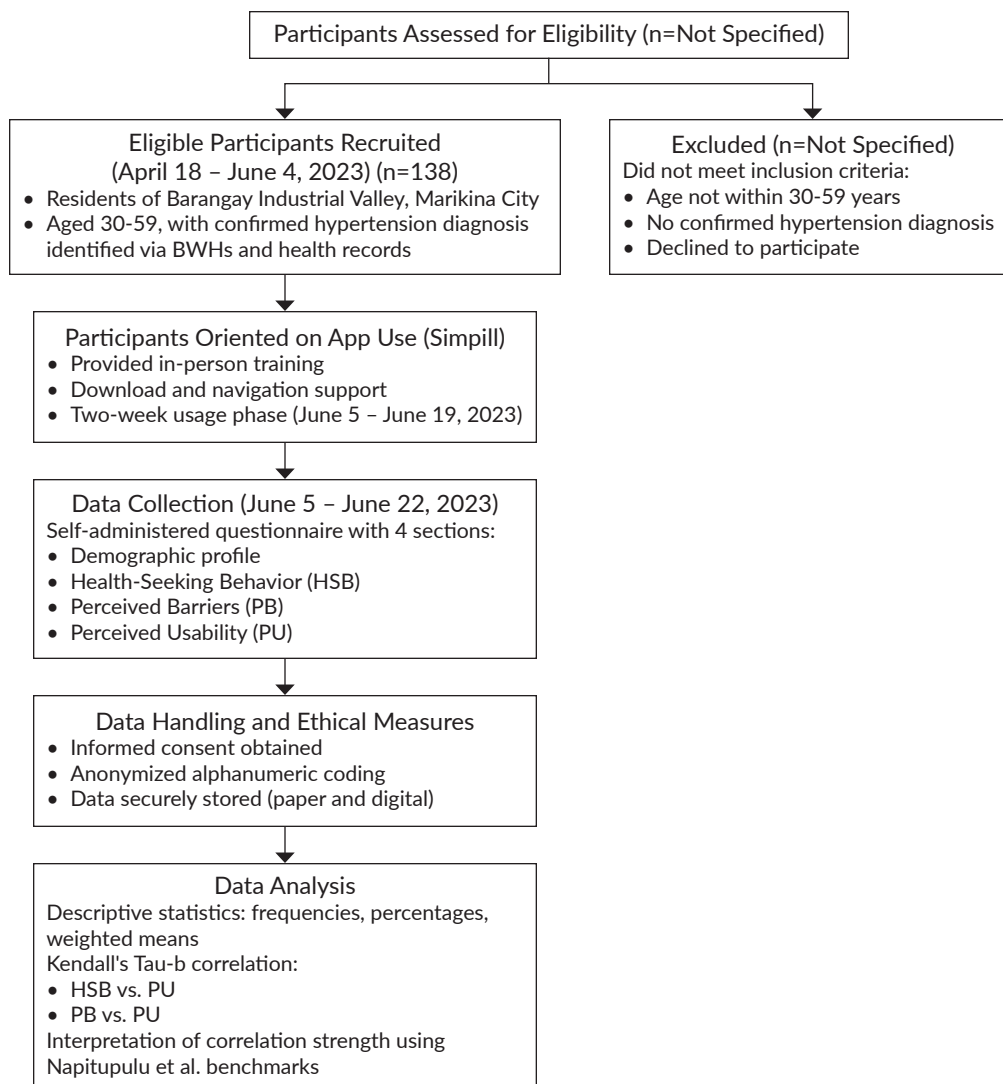 Participants Assessed for Eligibility (n=Not Specified)
Eligible Participants Recruited
(April 18 – June 4, 2023) (n=138)
• Residents of Barangay Industrial Valley, Marikina City
• Aged 30-59, with confirmed hypertension diagnosis
identified via BWHs and health records
Excluded (n=Not Specified)
Did not meet inclusion criteria:
• Age not within 30-59 years
• No confirmed hypertension diagnosis
• Declined to participate
Participants Oriented on App Use (Simpill)
• Provided in-person training
• Download and navigation support
• Two-week usage phase (June 5 – June 19, 2023)
Data Collection (June 5 – June 22, 2023)
Self-administered questionnaire with 4 sections:
• Demographic profile
• Health-Seeking Behavior (HSB)
• Perceived Barriers (PB)
• Perceived Usability (PU)
Data Handling and Ethical Measures
• Informed consent obtained
• Anonymized alphanumeric coding
• Data securely stored (paper and digital)
Data Analysis
Descriptive statistics: frequencies, percentages,
weighted means
Kendall's Tau-b correlation:
• HSB vs. PU
• PB vs. PU
Interpretation of correlation strength using
Napitupulu et al. benchmarks